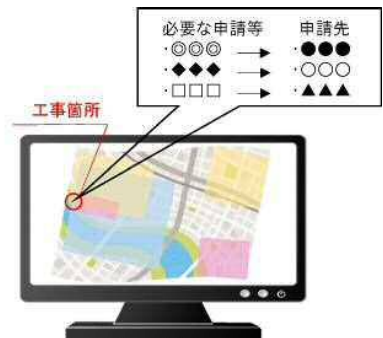 必要な申請等 申請先
・◎◎◎ → ・●●●
・◆◆◆ → ・○○○
・□□□ → ・▲▲▲
工事箇所